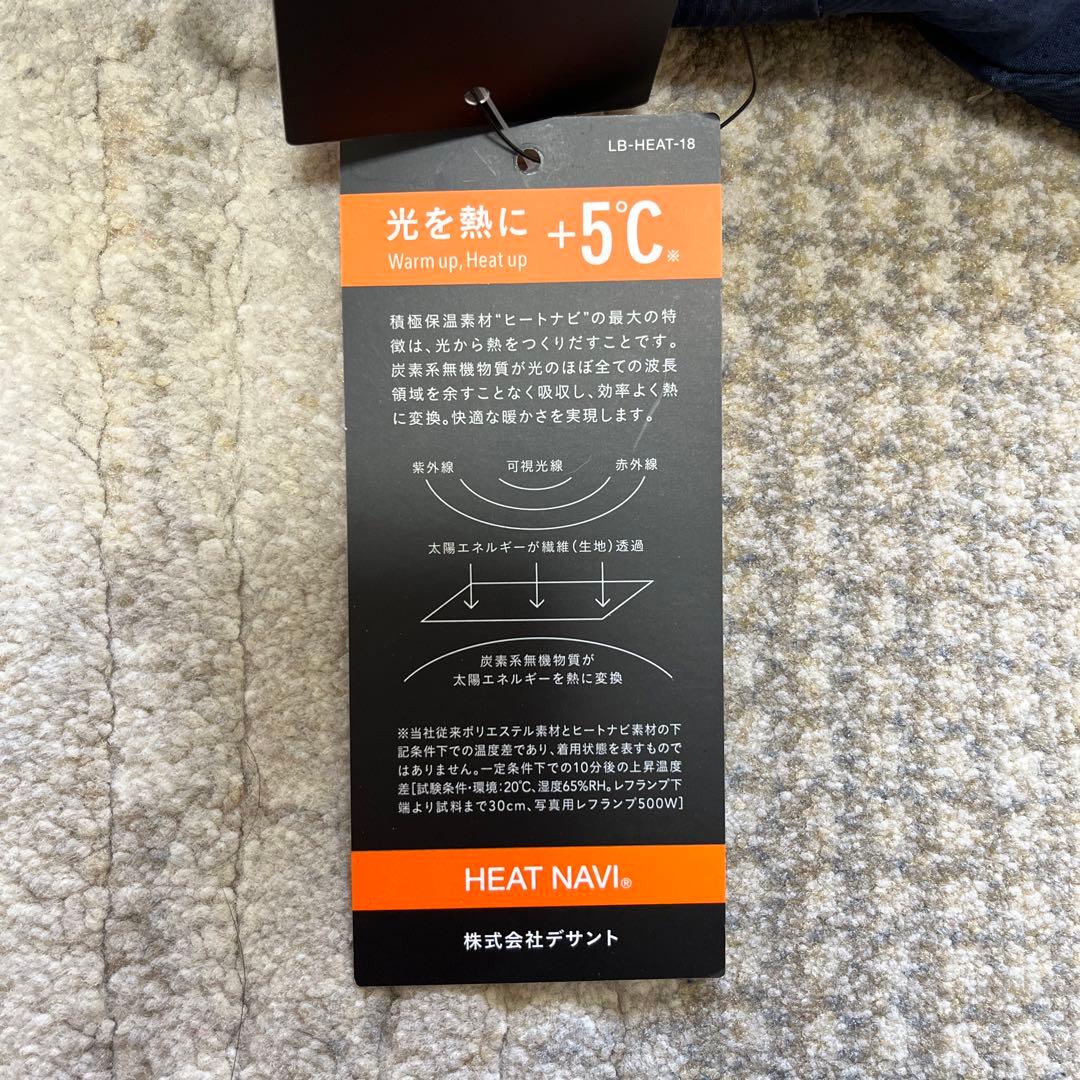 LB-HEAT-18
光を熱に +5℃※
Warm up, Heat up
積極保温素材“ヒートナビ”の最大の特
徴は、光から熱をつくりだすことです。
炭素系無機物質が光のほぼ全ての波長
領域を余すことなく吸収し、効率よく熱
に変換。快適な暖かさを実現します。
紫外線 可視光線 赤外線
太陽エネルギーが繊維(生地)透過
炭素系無機物質が
太陽エネルギーを熱に変換
※当社従来ポリエステル素材とヒートナビ素材の下
記条件下での温度差であり、着用状態を表すもので
はありません。一定条件下での10分後の上昇温度
差[試験条件・環境:20℃、湿度65%RH。レフランプ下
端より試料まで30cm、写真用レフランプ500W]
HEAT NAVI®
株式会社デサント